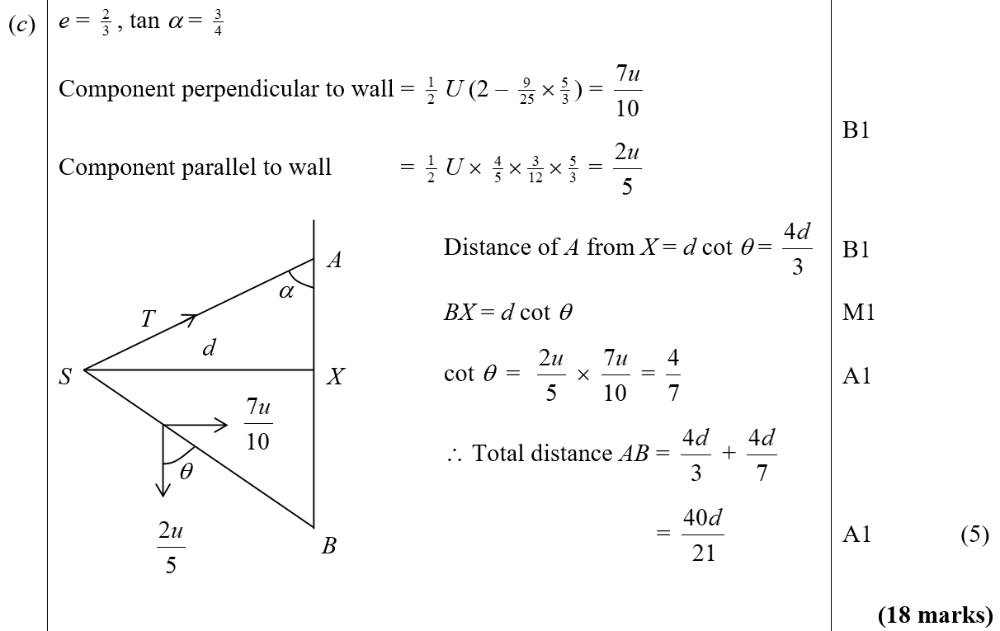 (c) e = 2/3 , tan α = 3/4
Component perpendicular to wall = 1/2 U (2 − 9/25 × 5/3 ) = 7u/10
B1
Component parallel to wall = 1/2 U × 4/5 × 3/12 × 5/3 = 2u/5
Distance of A from X = d cot θ = 4d/3 B1
A
α
BX = d cot θ M1
T
d
S X
cot θ = 2u/5 × 7u/10 = 4/7 A1
7u/10
∴ Total distance AB = 4d/3 + 4d/7
θ
= 40d/21 A1 (5)
2u/5
B
(18 marks)